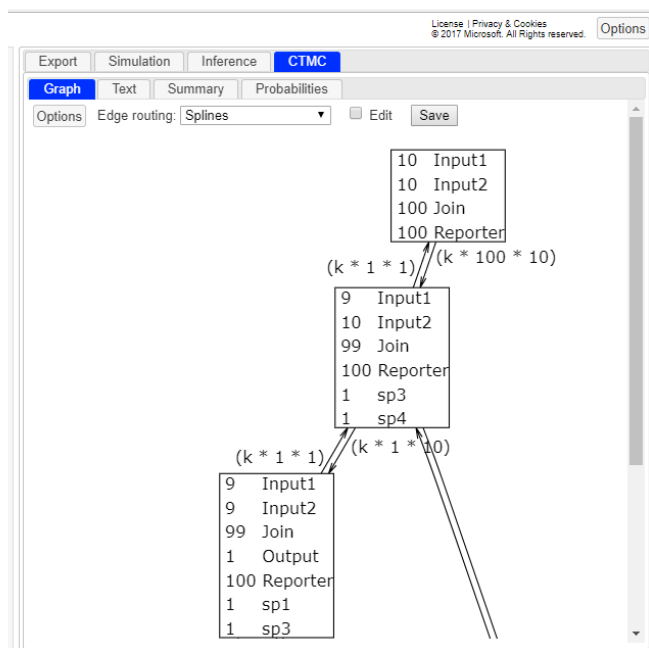 License | Privacy & Cookies
© 2017 Microsoft. All Rights reserved.
Options
Export Simulation Inference CTMC
Graph Text Summary Probabilities
Options Edge routing: Splines Edit Save
10 Input1
10 Input2
100 Join
100 Reporter
(k * 1 * 1) (k * 100 * 10)
9 Input1
10 Input2
99 Join
100 Reporter
1 sp3
1 sp4
(k * 1 * 1) (k * 1 * 10)
9 Input1
9 Input2
99 Join
1 Output
100 Reporter
1 sp1
1 sp3